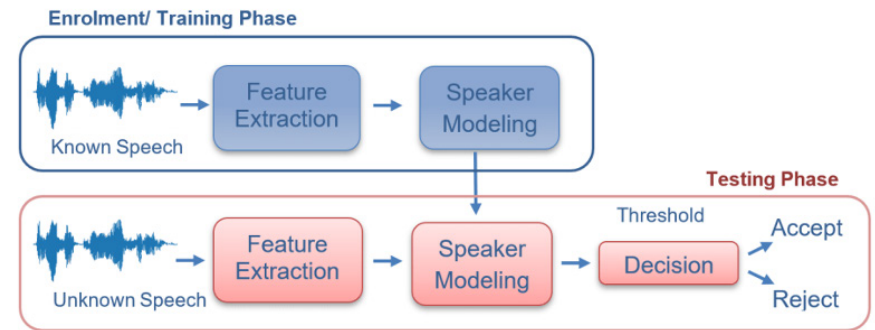 Enrolment/ Training Phase
Feature
Extraction
Speaker
Modeling
Known Speech
Testing Phase
Feature
Extraction
Speaker
Modeling
Threshold
Decision
Accept
Reject
Unknown Speech